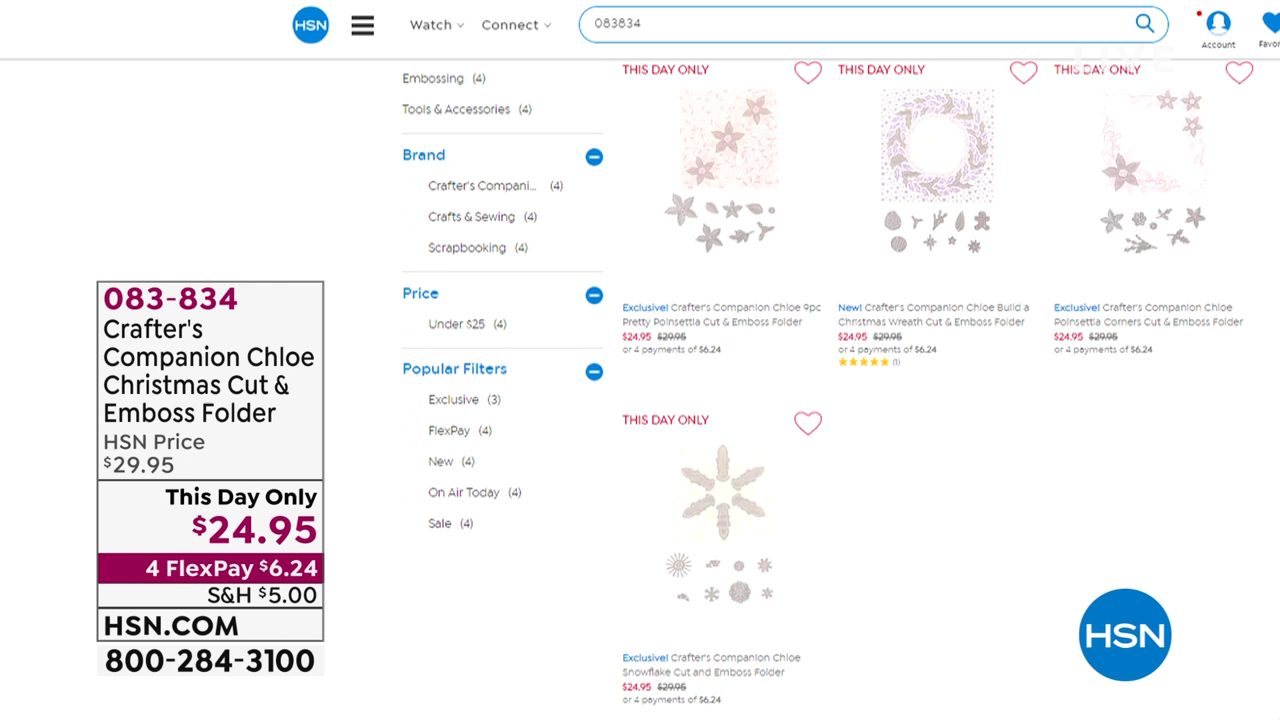 HSN
Watch
Connect
083834
Account
LIVE
Embossing (4)
Tools & Accessories (4)
Brand
Crafter's Compani... (4)
Crafts & Sewing (4)
Scrapbooking (4)
Price
Under $25 (4)
Popular Filters
Exclusive (3)
FlexPay (4)
New (4)
On Air Today (4)
Sale (4)
THIS DAY ONLY
Exclusive! Crafter's Companion Chloe 9pc
Pretty Poinsettia Cut & Emboss Folder
$24.95 $29.95
or 4 payments of $6.24
THIS DAY ONLY
New! Crafter's Companion Chloe Build a
Christmas Wreath Cut & Emboss Folder
$24.95 $29.95
or 4 payments of $6.24
(1)
THIS DAY ONLY
Exclusive! Crafter's Companion Chloe
Poinsettia Corners Cut & Emboss Folder
$24.95 $29.95
or 4 payments of $6.24
THIS DAY ONLY
Exclusive! Crafter's Companion Chloe
Snowflake Cut and Emboss Folder
$24.95 $29.95
or 4 payments of $6.24
083-834
Crafter's
Companion Chloe
Christmas Cut &
Emboss Folder
HSN Price
$29.95
This Day Only
$24.95
4 FlexPay $6.24
S&H $5.00
HSN.COM
800-284-3100
HSN